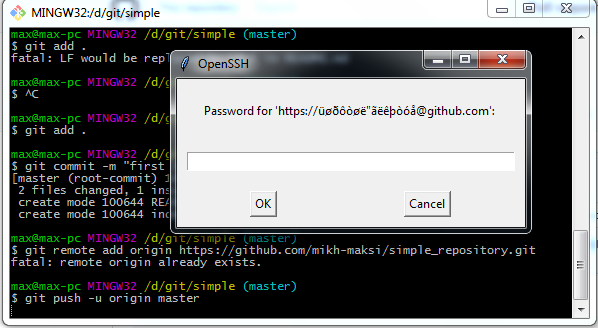 MINGW32:/d/git/simple
max@max-pc MINGW32 /d/git/simple (master)
$ git add .
fatal: LF would be repl
max@max-pc MINGW32 /d/g
$ ^C
max@max-pc MINGW32 /d/g
$ git add .
max@max-pc MINGW32 /d/g
$ git commit -m "first
[master (root-commit) 1
2 files changed, 1 ins
create mode 100644 REA
create mode 100644 ind
max@max-pc MINGW32 /d/git/simple (master)
$ git remote add origin https://github.com/mikh-maksi/simple_repository.git
fatal: remote origin already exists.
max@max-pc MINGW32 /d/git/simple (master)
$ git push -u origin master
OpenSSH
Password for 'https://üøðôòøë"ãëêþòóå@github.com':
OK
Cancel